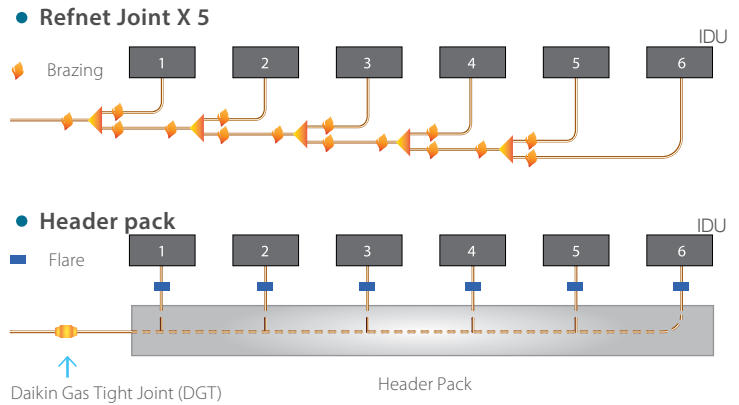 Refnet Joint X 5
IDU
Brazing
1 2 3 4 5 6
Header pack
IDU
Flare
1 2 3 4 5 6
Daikin Gas Tight Joint (DGT)
Header Pack